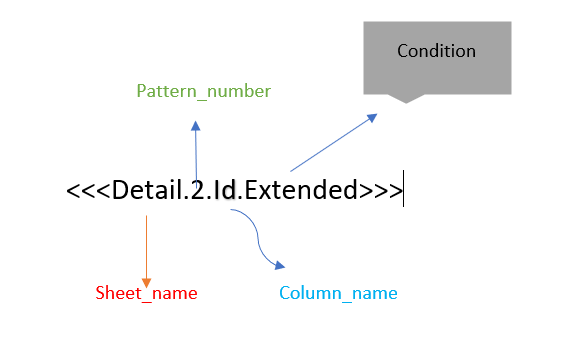 Condition
Pattern_number
<<<Detail.2.Id.Extended>>>
Sheet_name
Column_name